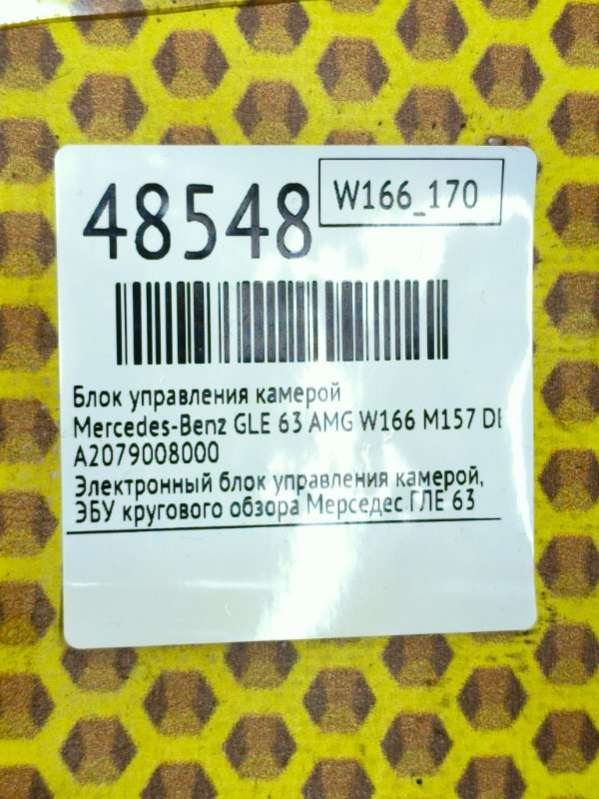 48548
W166_170
Блок управления камерой
Mercedes-Benz GLE 63 AMG W166 M157 DE
A2079008000
Электронный блок управления камерой,
ЭБУ кругового обзора Мерседес ГЛЕ 63